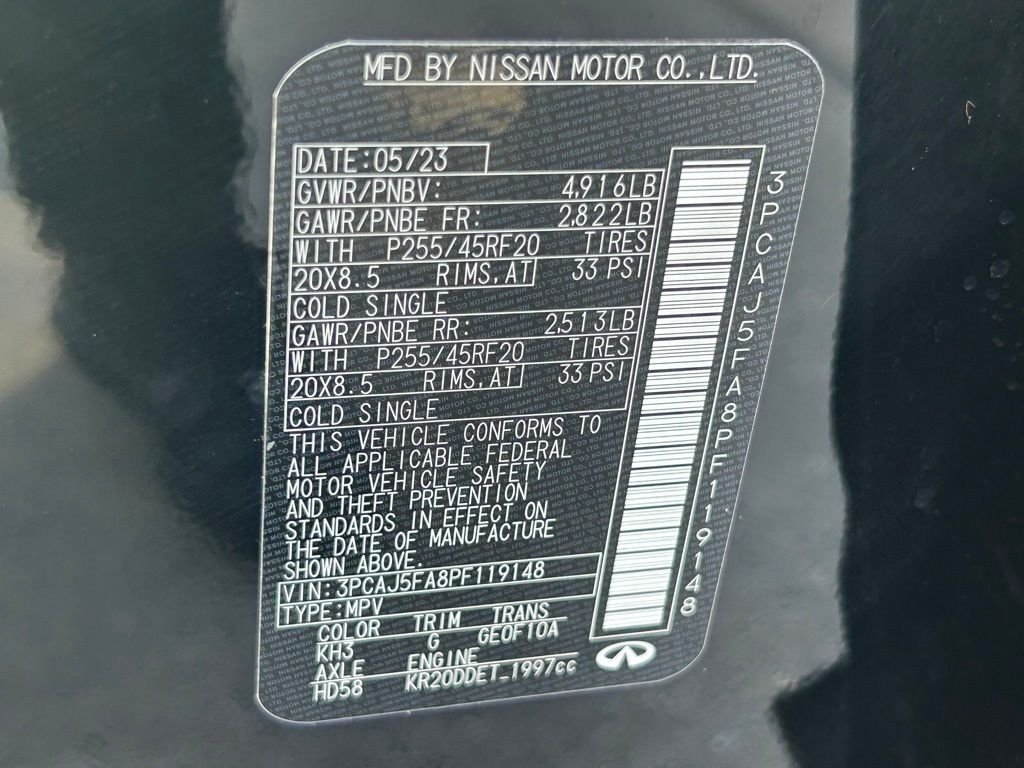 MFD BY NISSAN MOTOR CO.,LTD.
DATE:05/23
GVWR/PNBV: 4,916LB
GAWR/PNBE FR: 2,822LB
WITH P255/45RF20 TIRES
20X8.5 RIMS,AT 33 PSI
COLD SINGLE
GAWR/PNBE RR: 2,513LB
WITH P255/45RF20 TIRES
20X8.5 RIMS,AT 33 PSI
COLD SINGLE
THIS VEHICLE CONFORMS TO
ALL APPLICABLE FEDERAL
MOTOR VEHICLE SAFETY
AND THEFT PREVENTION
STANDARDS IN EFFECT ON
THE DATE OF MANUFACTURE
SHOWN ABOVE.
VIN:3PCAJ5FA8PF119148
TYPE:MPV
COLOR TRIM TRANS
KH3 G GE0F10A
AXLE ENGINE
HD58 KR20DDET 1997cc
3PCAJ5FA8PF119148